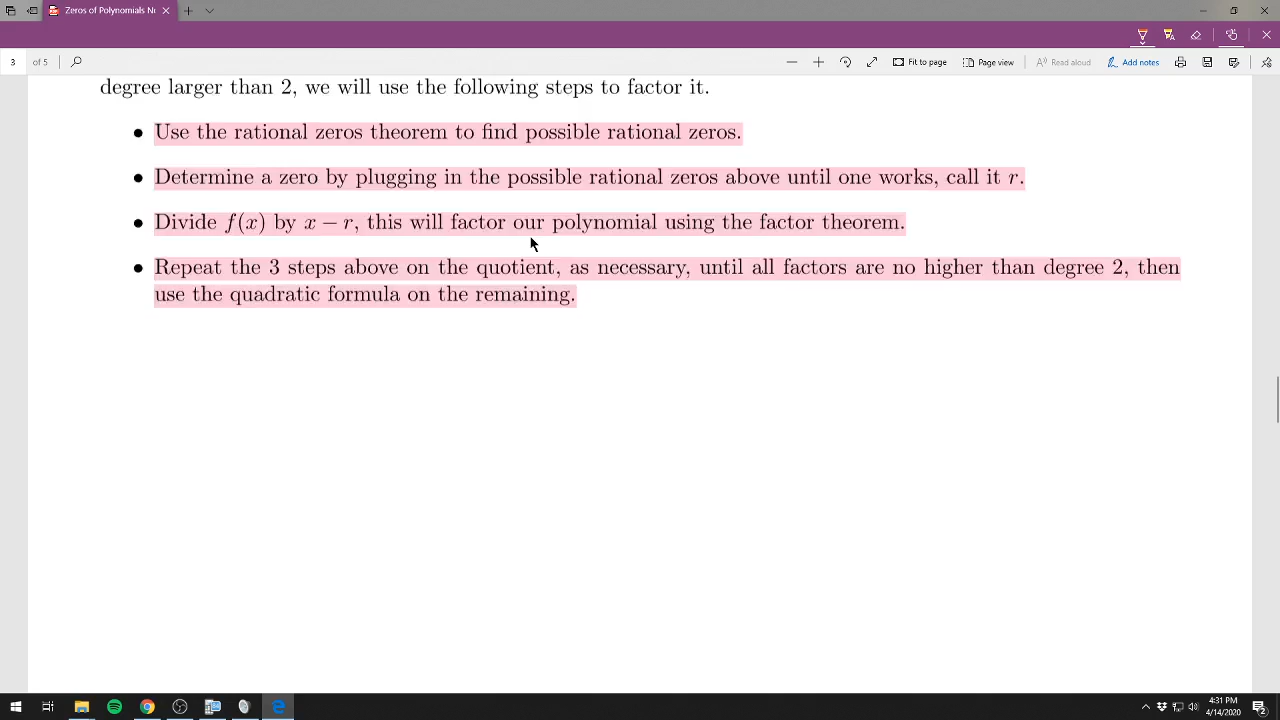 Zeros of Polynomials No
3 of 5 Fit to page Page view Read aloud Add notes
degree larger than 2, we will use the following steps to factor it.
• Use the rational zeros theorem to find possible rational zeros.
• Determine a zero by plugging in the possible rational zeros above until one works, call it r.
• Divide f(x) by x − r, this will factor our polynomial using the factor theorem.
• Repeat the 3 steps above on the quotient, as necessary, until all factors are no higher than degree 2, then
use the quadratic formula on the remaining.
4:31 PM
4/14/2020